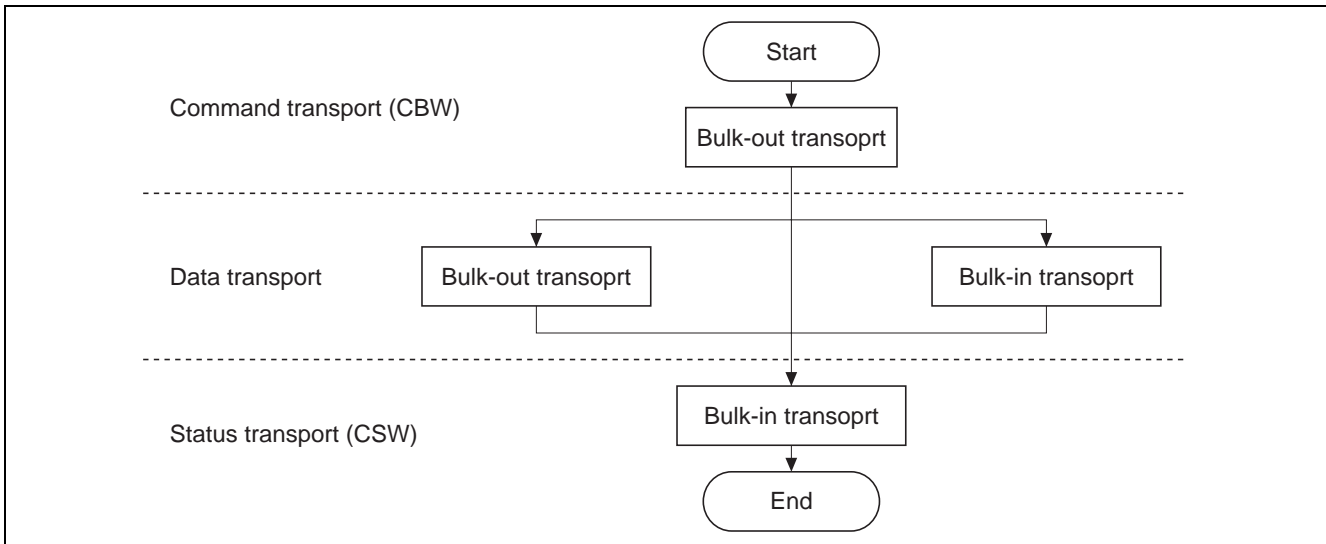 Start
Command transport (CBW)
Bulk-out transoprt
Data transport
Bulk-out transoprt
Bulk-in transoprt
Status transport (CSW)
Bulk-in transoprt
End